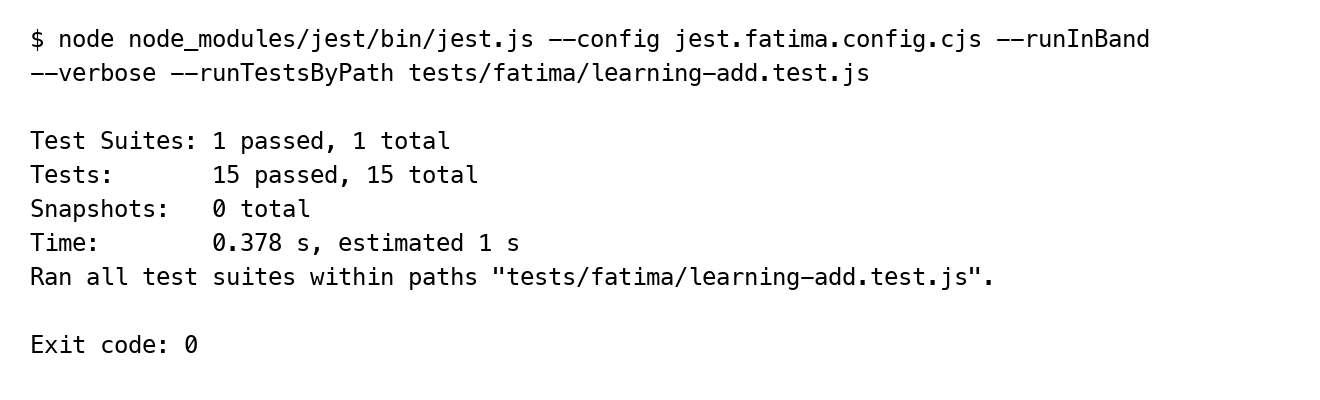 $ node node_modules/jest/bin/jest.js --config jest.fatima.config.cjs --runInBand
--verbose --runTestsByPath tests/fatima/learning-add.test.js
Test Suites: 1 passed, 1 total
Tests:       15 passed, 15 total
Snapshots:   0 total
Time:        0.378 s, estimated 1 s
Ran all test suites within paths "tests/fatima/learning-add.test.js".
Exit code: 0